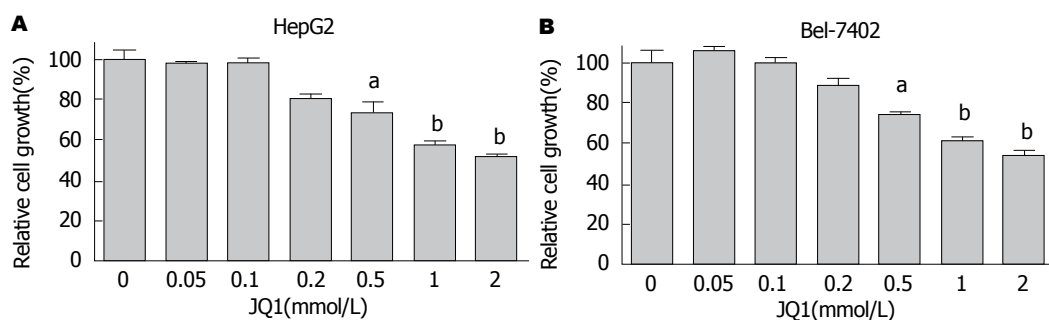 A
HepG2
Relative cell growth(%)
100
80
60
40
20
0
a
b
b
0 0.05 0.1 0.2 0.5 1 2
JQ1(mmol/L)
B
Bel-7402
Relative cell growth(%)
100
80
60
40
20
0
a
b
b
0 0.05 0.1 0.2 0.5 1 2
JQ1(mmol/L)